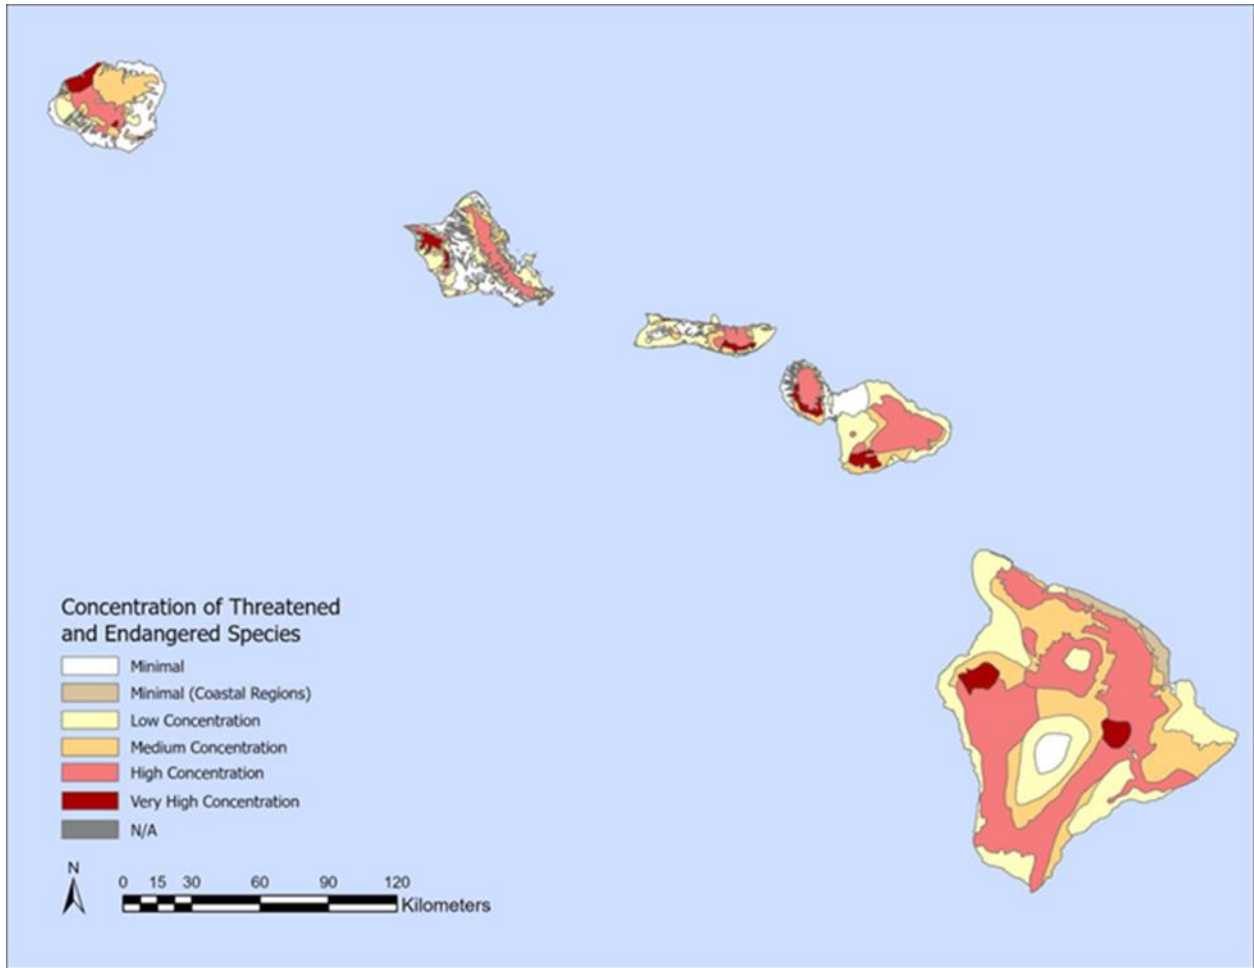 Concentration of Threatened
and Endangered Species
Minimal
Minimal (Coastal Regions)
Low Concentration
Medium Concentration
High Concentration
Very High Concentration
N/A
N
0 15 30 60 90 120
Kilometers